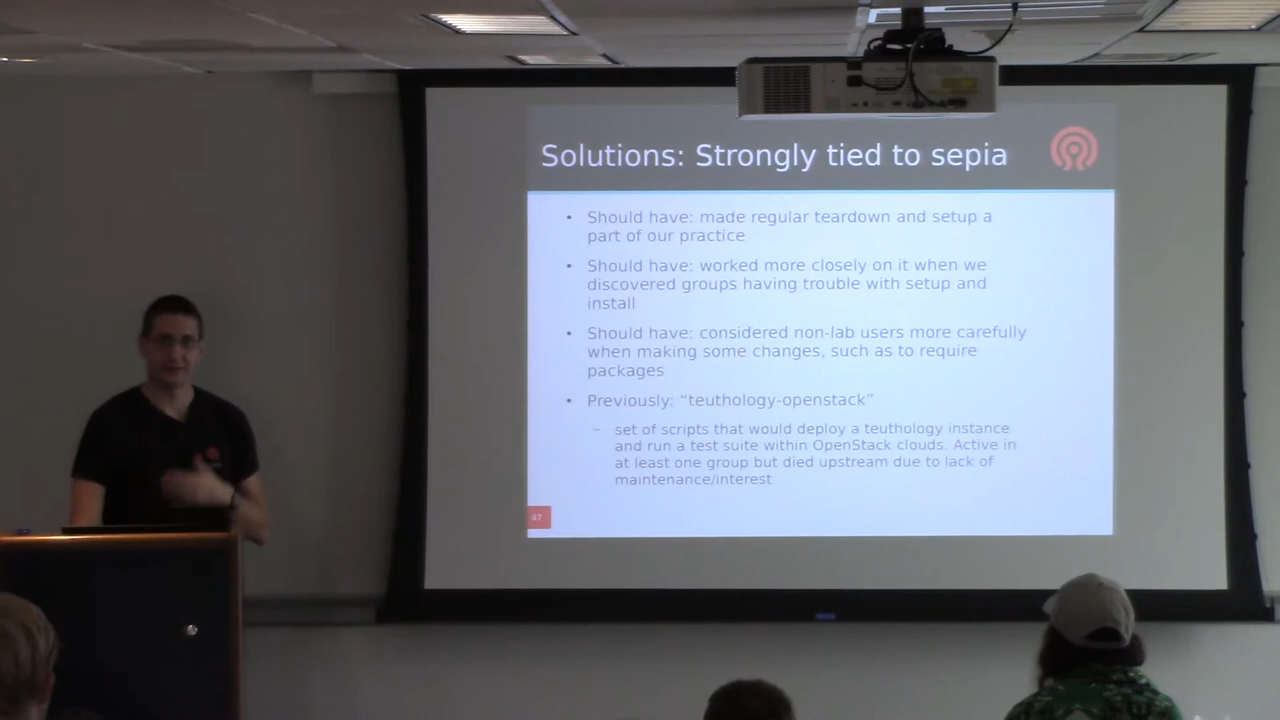 Solutions: Strongly tied to sepia
• Should have: made regular teardown and setup a
part of our practice
• Should have: worked more closely on it when we
discovered groups having trouble with setup and
install
• Should have: considered non-lab users more carefully
when making some changes, such as to require
packages
• Previously: “teuthology-openstack”
– set of scripts that would deploy a teuthology instance
and run a test suite within OpenStack clouds. Active in
at least one group but died upstream due to lack of
maintenance/interest
47